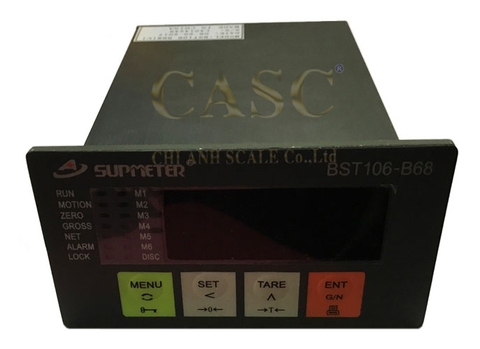 CASC®
CHI ANH SCALE Co.,Ltd
SUPMETER® BST106-B68
RUN M1
MOTION M2
ZERO M3
GROSS M4
NET M5
ALARM M6
LOCK DISC
MENU SET TARE ENT
< ∧ G/N
→0← →T←